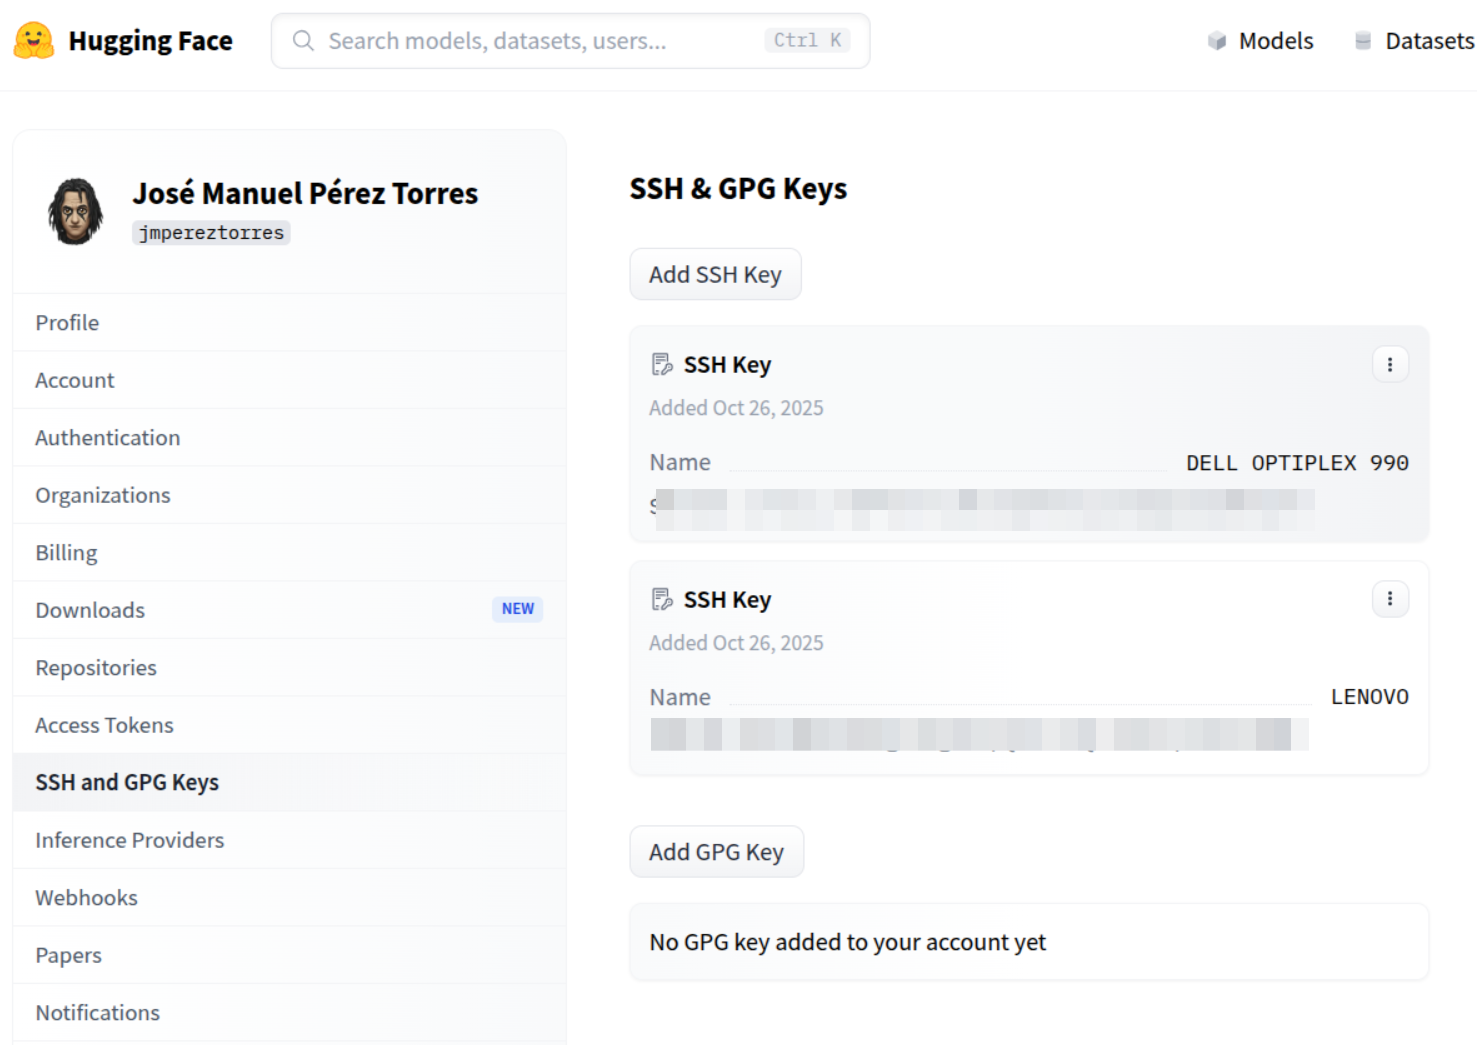 Hugging Face
Search models, datasets, users...
Ctrl K
Models
Datasets
José Manuel Pérez Torres
jmpereztorres
Profile
Account
Authentication
Organizations
Billing
Downloads
NEW
Repositories
Access Tokens
SSH and GPG Keys
Inference Providers
Webhooks
Papers
Notifications
SSH & GPG Keys
Add SSH Key
SSH Key
Added Oct 26, 2025
Name DELL OPTIPLEX 990
SSH Key
Added Oct 26, 2025
Name LENOVO
Add GPG Key
No GPG key added to your account yet